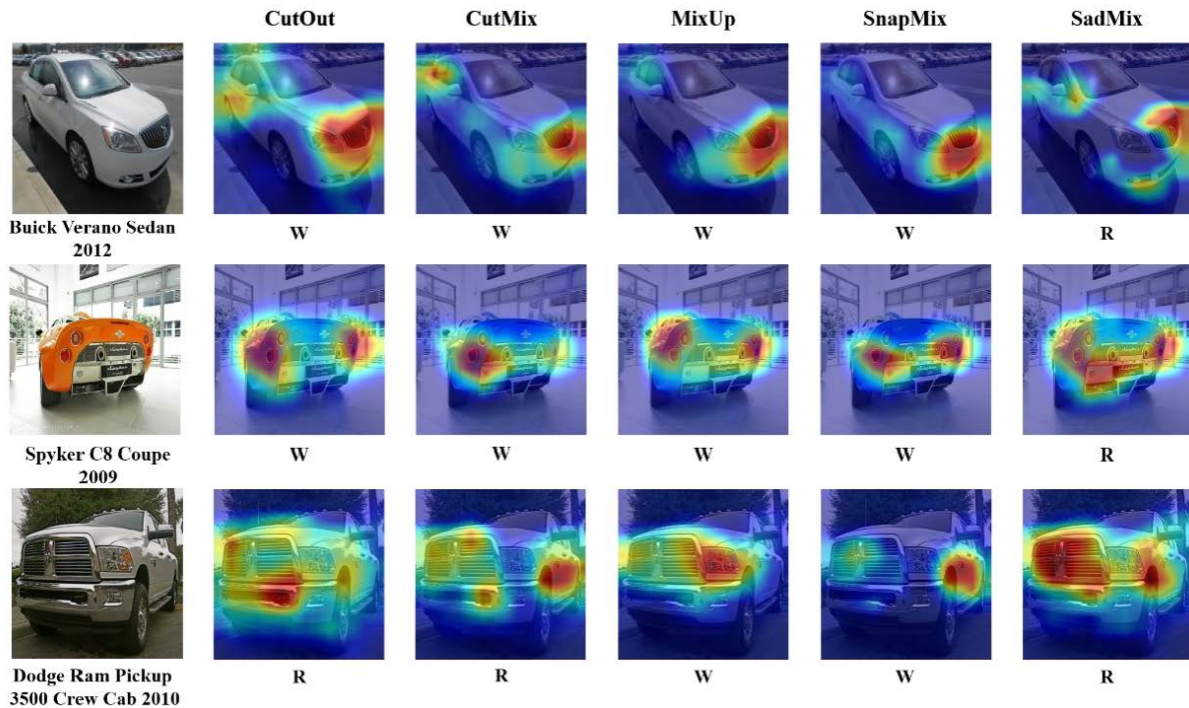 CutOut CutMix MixUp SnapMix SadMix
Buick Verano Sedan
2012
W W W W R
Spyker C8 Coupe
2009
W W W W R
Dodge Ram Pickup
3500 Crew Cab 2010
R R W W R